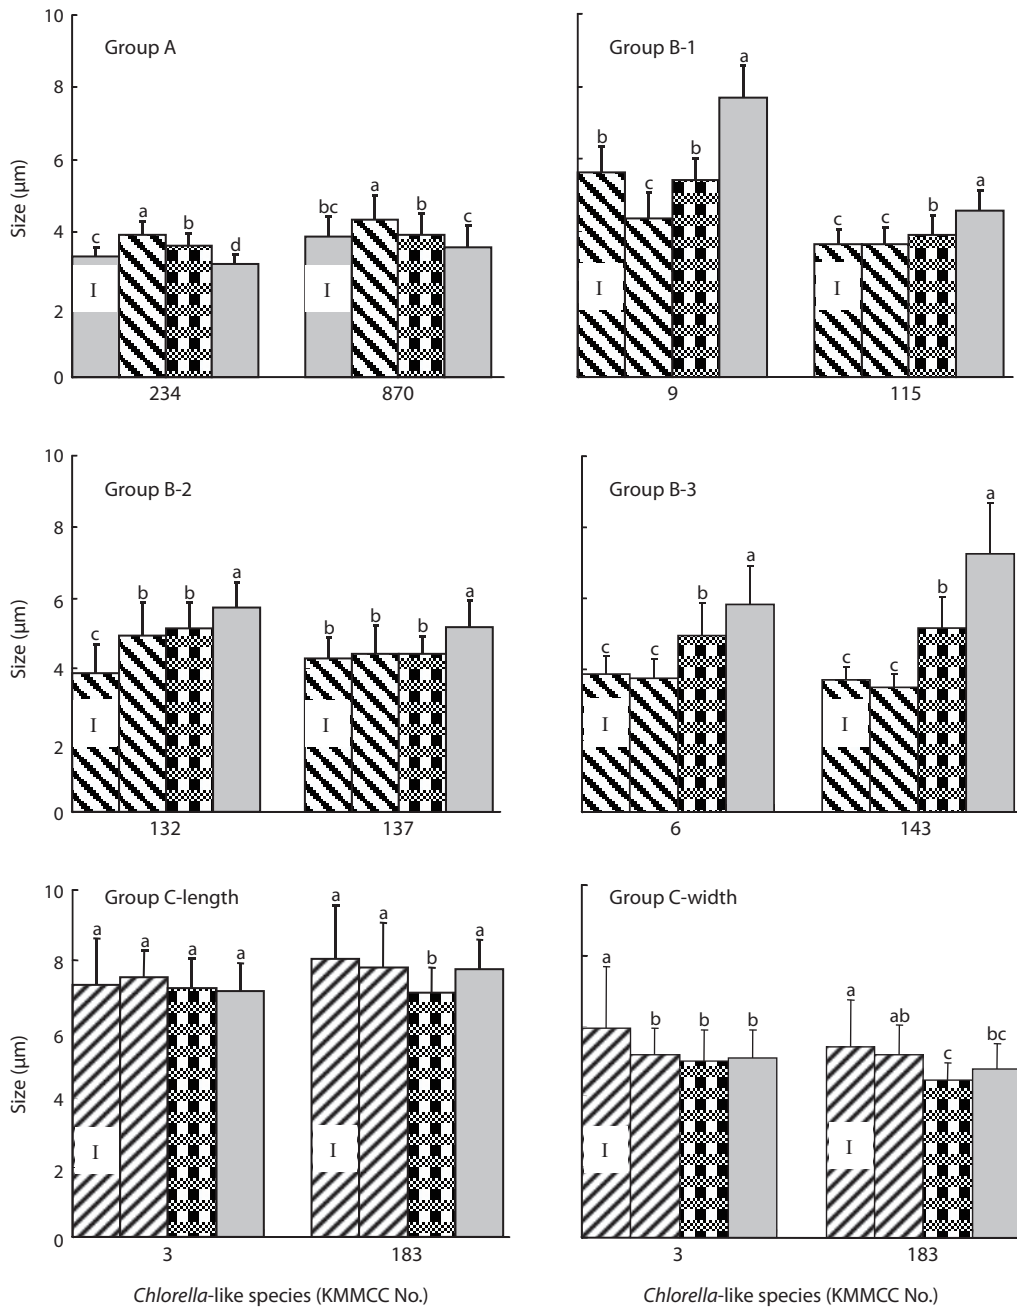 10
8
6
4
2
0
Size (µm)
Group A
c
a
b
d
bc
a
b
c
I
I
234
870
Group B-1
b
c
b
a
c
c
b
a
I
I
9
115
10
8
6
4
2
0
Size (µm)
Group B-2
c
b
b
a
b
b
b
a
I
I
132
137
Group B-3
c
c
b
a
c
c
b
a
I
I
6
143
10
8
6
4
2
0
Size (µm)
Group C-length
a
a
a
a
a
a
b
a
I
I
3
183
Chlorella-like species (KMMCC No.)
Group C-width
a
b
b
b
a
ab
c
bc
I
I
3
183
Chlorella-like species (KMMCC No.)